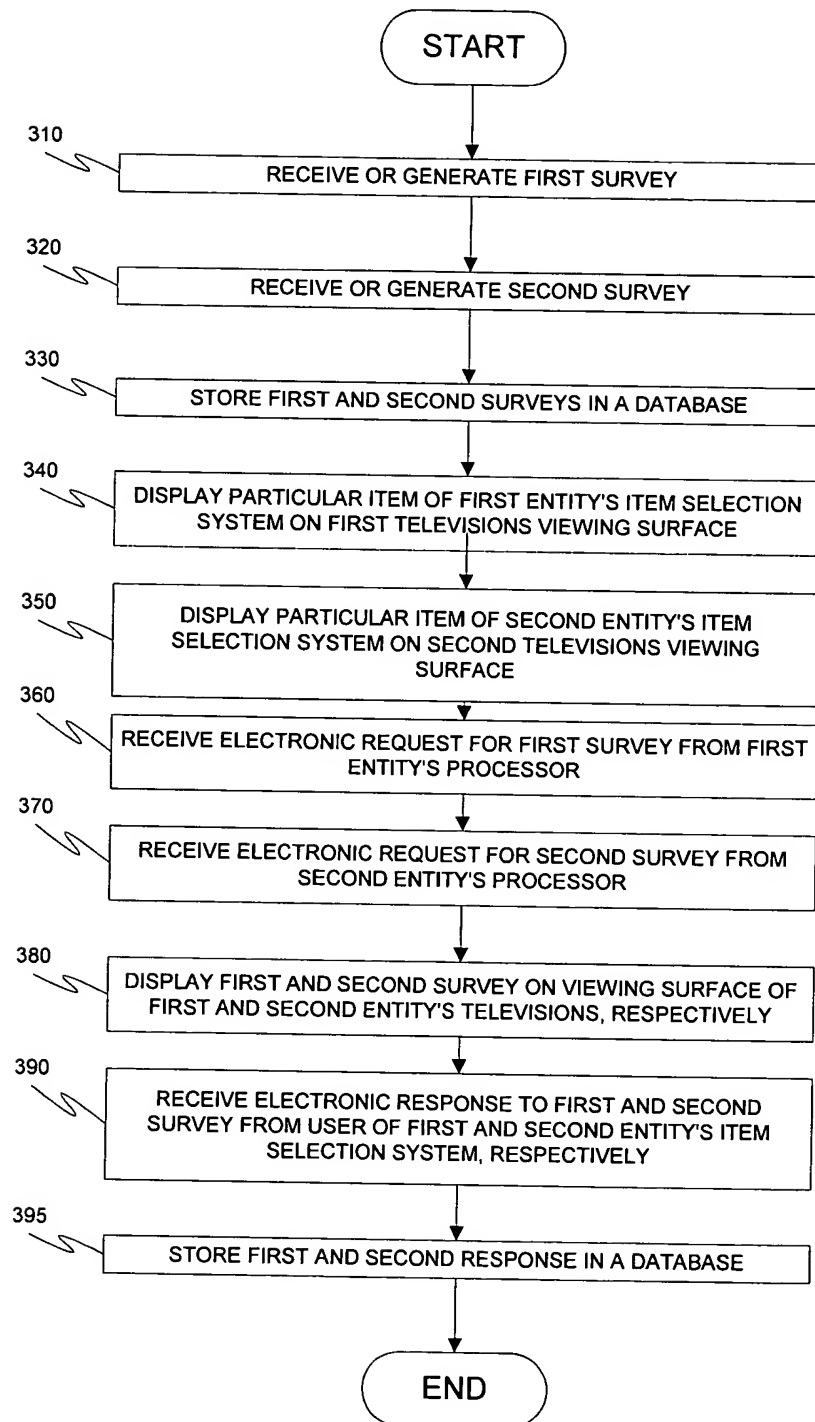 START
310
RECEIVE OR GENERATE FIRST SURVEY
320
RECEIVE OR GENERATE SECOND SURVEY
330
STORE FIRST AND SECOND SURVEYS IN A DATABASE
340
DISPLAY PARTICULAR ITEM OF FIRST ENTITY'S ITEM SELECTION
SYSTEM ON FIRST TELEVISIONS VIEWING SURFACE
350
DISPLAY PARTICULAR ITEM OF SECOND ENTITY'S ITEM
SELECTION SYSTEM ON SECOND TELEVISIONS VIEWING
SURFACE
360
RECEIVE ELECTRONIC REQUEST FOR FIRST SURVEY FROM FIRST
ENTITY'S PROCESSOR
370
RECEIVE ELECTRONIC REQUEST FOR SECOND SURVEY FROM
SECOND ENTITY'S PROCESSOR
380
DISPLAY FIRST AND SECOND SURVEY ON VIEWING SURFACE OF
FIRST AND SECOND ENTITY'S TELEVISIONS, RESPECTIVELY
390
RECEIVE ELECTRONIC RESPONSE TO FIRST AND SECOND
SURVEY FROM USER OF FIRST AND SECOND ENTITY'S ITEM
SELECTION SYSTEM, RESPECTIVELY
395
STORE FIRST AND SECOND RESPONSE IN A DATABASE
END